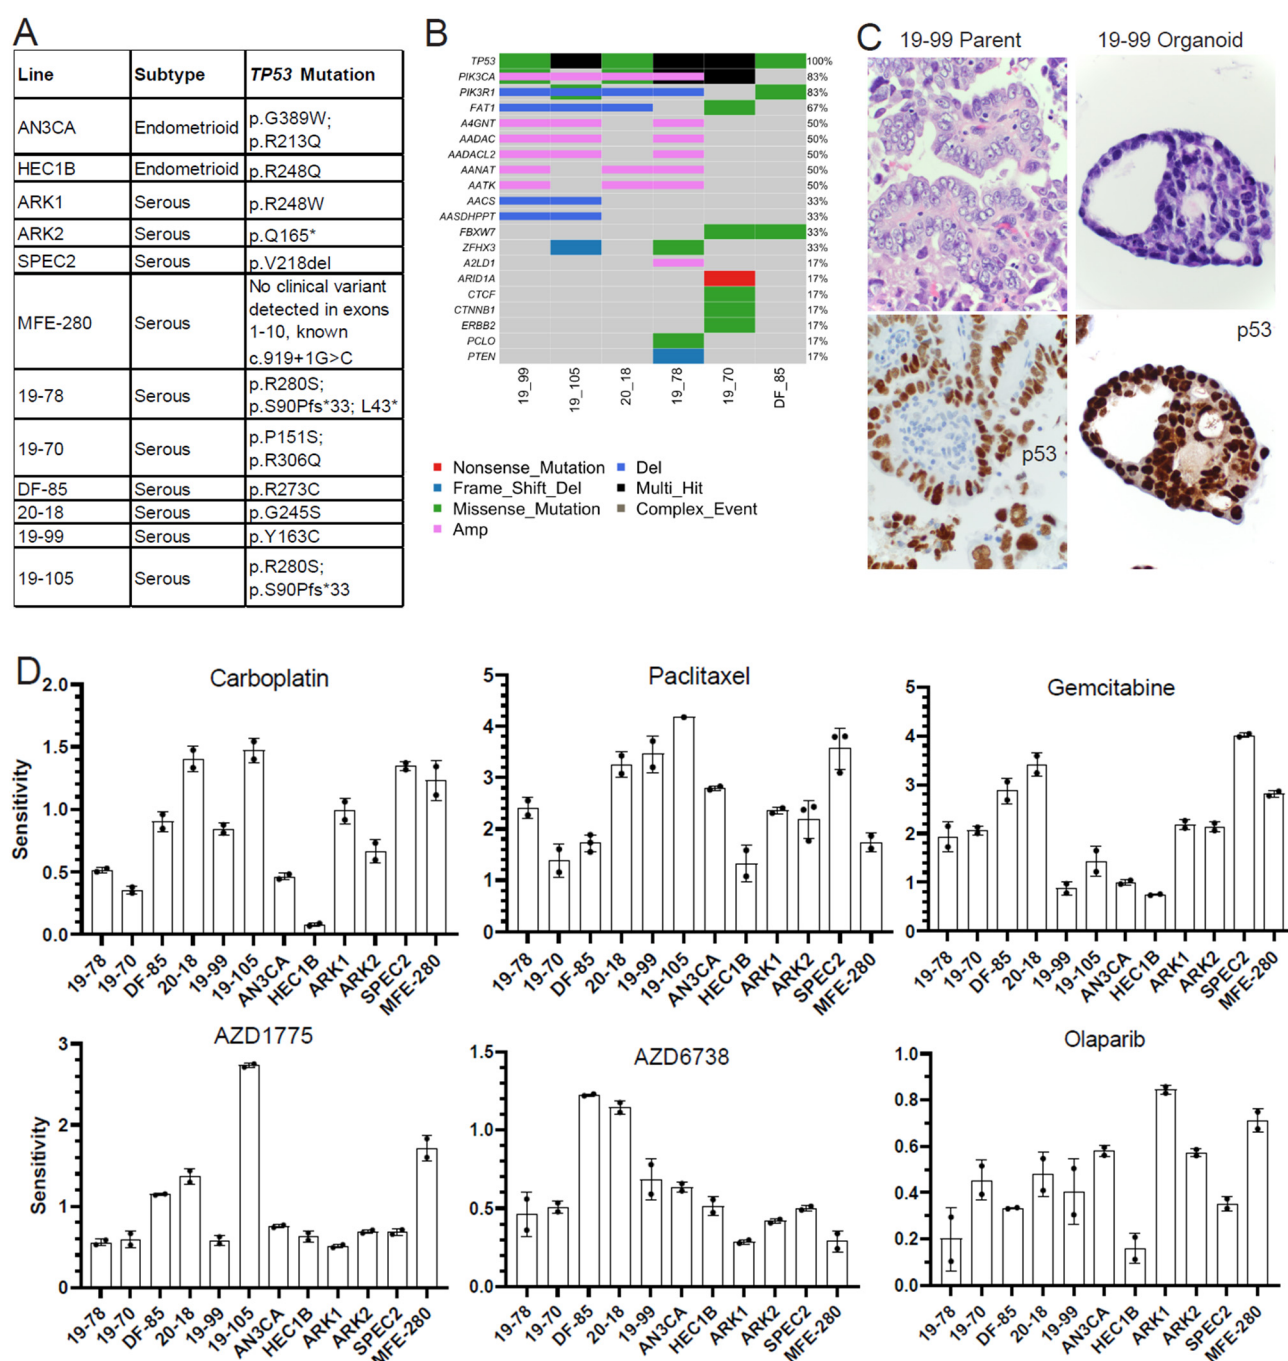 A
Line Subtype TP53 Mutation
AN3CA Endometrioid p.G389W;
p.R213Q
HEC1B Endometrioid p.R248Q
ARK1 Serous p.R248W
ARK2 Serous p.Q165*
SPEC2 Serous p.V218del
MFE-280 Serous No clinical variant
detected in exons
1-10, known
c.919+1G>C
19-78 Serous p.R280S;
p.S90Pfs*33; L43*
19-70 Serous p.P151S;
p.R306Q
DF-85 Serous p.R273C
20-18 Serous p.G245S
19-99 Serous p.Y163C
19-105 Serous p.R280S;
p.S90Pfs*33
B
TP53 100%
PIK3CA 83%
PIK3R1 83%
FAT1 67%
A4GNT 50%
AADAC 50%
AADACL2 50%
AANAT 50%
AATK 50%
AACS 33%
AASDHPPT 33%
FBXW7 33%
ZFHX3 33%
A2LD1 17%
ARID1A 17%
CTCF 17%
CTNNB1 17%
ERBB2 17%
PCLO 17%
PTEN 17%
19_99 19_105 20_18 19_78 19_70 DF_85
Nonsense_Mutation Del
Frame_Shift_Del Multi_Hit
Missense_Mutation Complex_Event
Amp
C
19-99 Parent 19-99 Organoid
p53
p53
D
Carboplatin
Sensitivity
2.0
1.5
1.0
0.5
0.0
19-78 19-70 DF-85 20-18 19-99 19-105 AN3CA HEC1B ARK1 ARK2 SPEC2 MFE-280
Paclitaxel
5
4
3
2
1
0
19-78 19-70 DF-85 20-18 19-99 19-105 AN3CA HEC1B ARK1 ARK2 SPEC2 MFE-280
Gemcitabine
5
4
3
2
1
0
19-78 19-70 DF-85 20-18 19-99 19-105 AN3CA HEC1B ARK1 ARK2 SPEC2 MFE-280
AZD1775
Sensitivity
3
2
1
0
19-78 19-70 DF-85 20-18 19-99 19-105 AN3CA HEC1B ARK1 ARK2 SPEC2 MFE-280
AZD6738
1.5
1.0
0.5
0.0
19-78 19-70 DF-85 20-18 19-99 AN3CA HEC1B ARK1 ARK2 SPEC2 MFE-280
Olaparib
1.0
0.8
0.6
0.4
0.2
0.0
19-78 19-70 DF-85 20-18 19-99 AN3CA HEC1B ARK1 ARK2 SPEC2 MFE-280